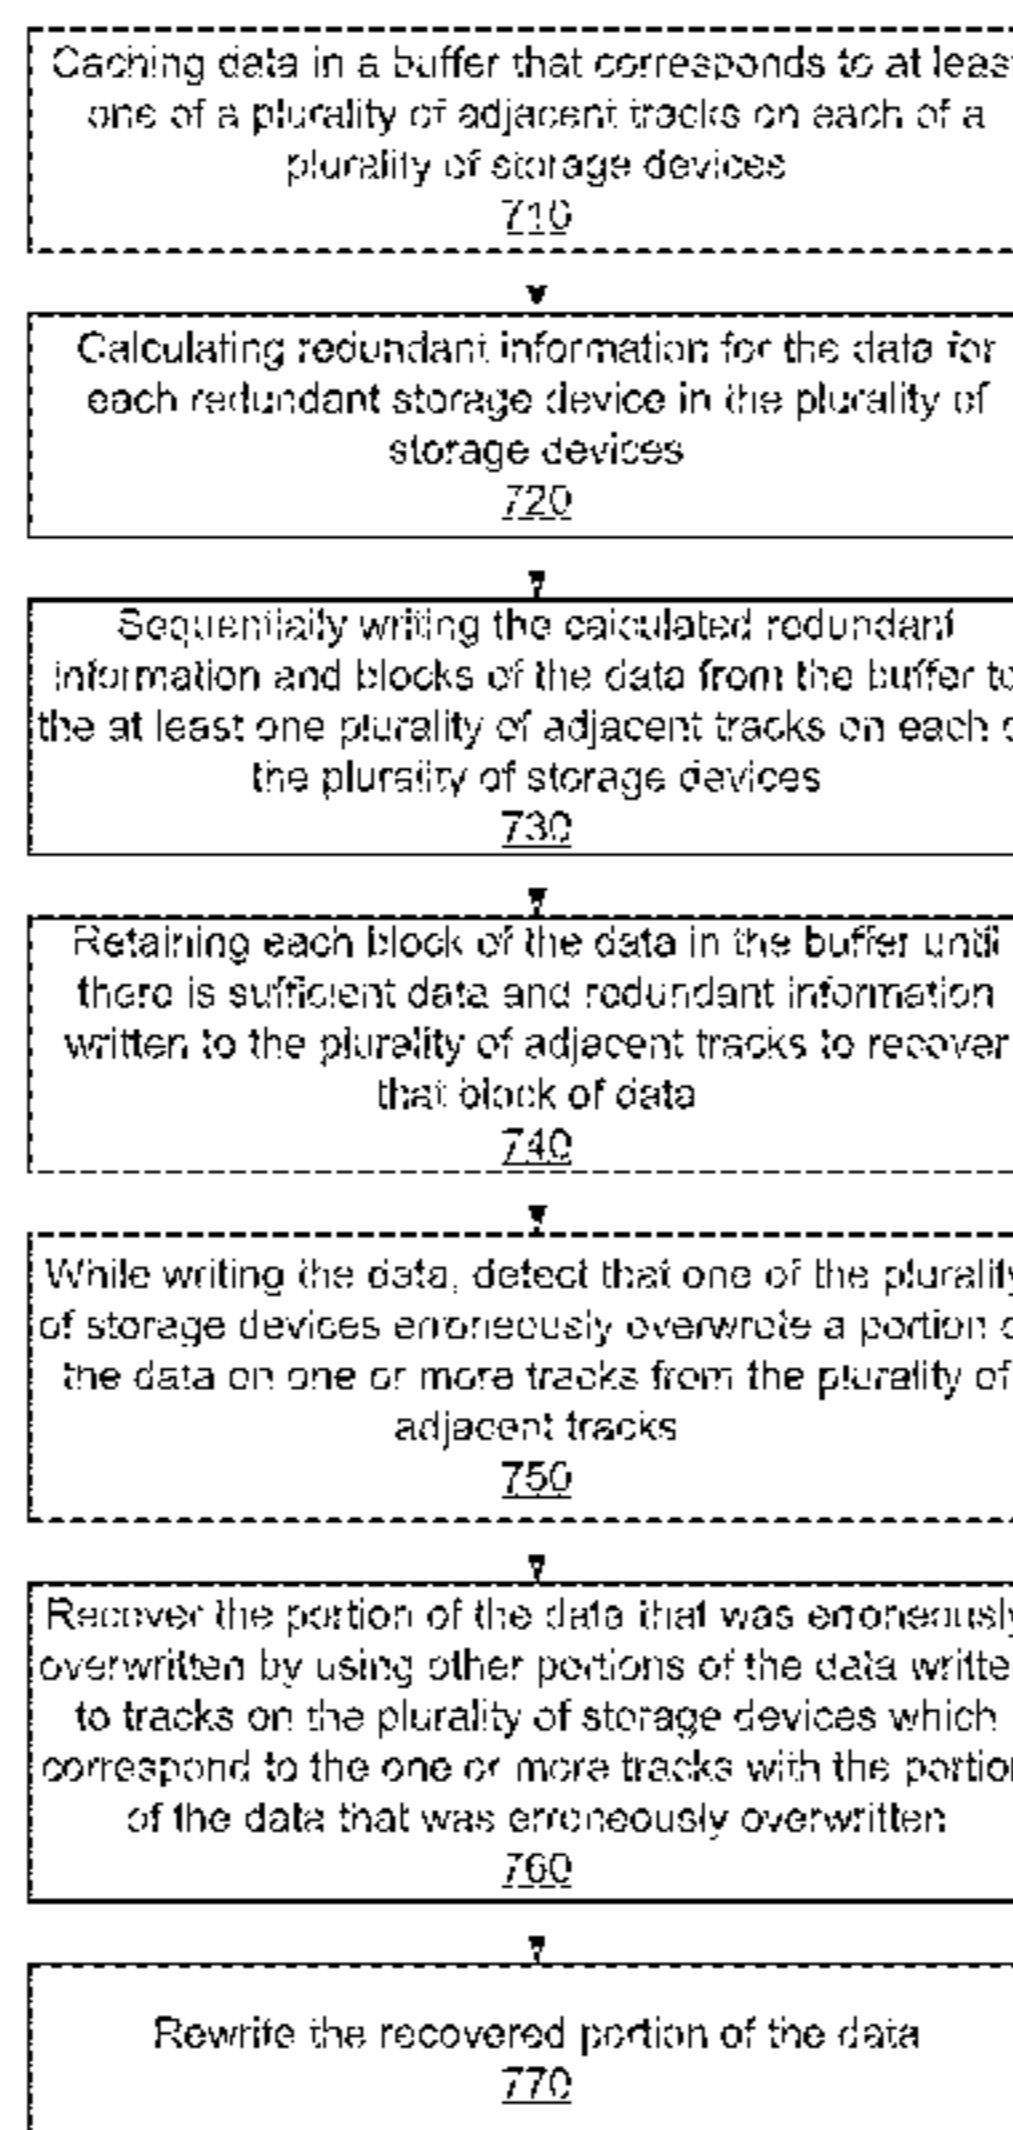 Caching data in a buffer that corresponds to at least
one of a plurality of adjacent tracks on each of a
plurality of storage devices
710
Calculating redundant information for the data for
each redundant storage device in the plurality of
storage devices
720
Sequentially writing the calculated redundant
information and blocks of the data from the buffer to
the at least one plurality of adjacent tracks on each o
the plurality of storage devices
730
Retaining each block of the data in the buffer until
there is sufficient data and redundant information
written to the plurality of adjacent tracks to recover
that block of data
740
While writing the data, detect that one of the plurality
of storage devices erroneously overwrote a portion o
the data on one or more tracks from the plurality of
adjacent tracks
750
Recover the portion of the data that was erroneously
overwritten by using other portions of the data writte
to tracks on the plurality of storage devices which
correspond to the one or more tracks with the portion
of the data that was erroneously overwritten
760
Rewrite the recovered portion of the data
770